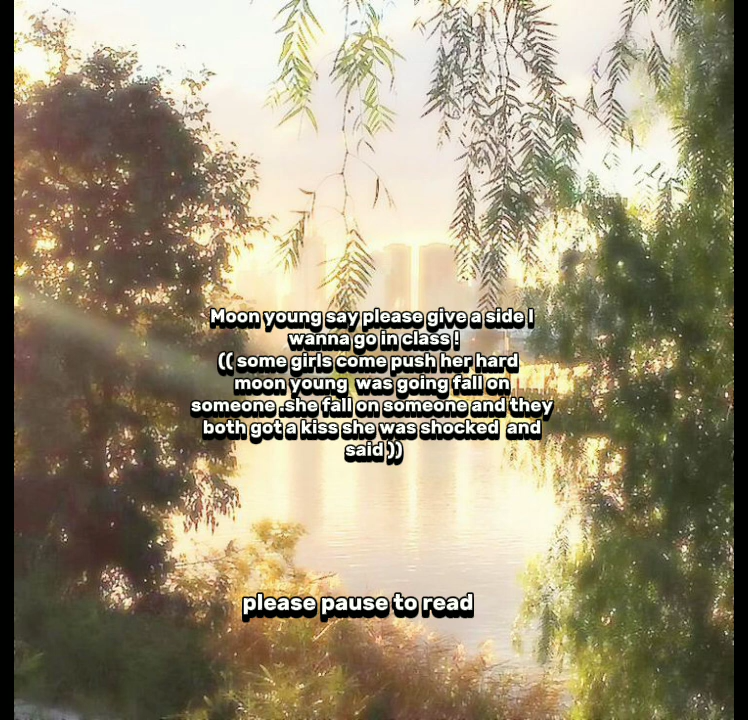 Moon young say please give a side I
wanna go in class !
(( some girls come push her hard
moon young was going fall on
someone .she fall on someone and they
both got a kiss she was shocked and
said ))
please pause to read